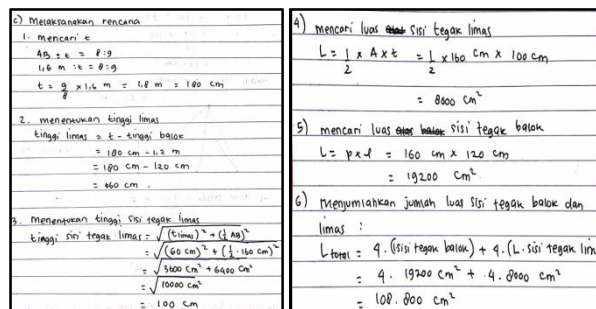 c) Melaksanakan rencana
1. mencari t
AB : t = 8 : 9
1,6 m : t = 8 : 9
t = 9/8 x 1,6 m = 1,8 m = 180 cm
2. menentukan tinggi limas
tinggi limas = t - tinggi balok
= 180 cm - 1,2 m
= 180 cm - 120 cm
= 60 cm.
3. Menentukan tinggi sisi tegak limas
tinggi sisi tegak limas = √(t limas)² + (½ AB)²
= √(60 cm)² + (½ · 160 cm)²
= √3600 cm² + 6400 cm²
= √10000 cm²
= 100 cm
4) mencari luas sisi tegak limas
L = 1/2 x A x t = 1/2 x 160 cm x 100 cm
= 8000 cm²
5) mencari luas sisi tegak balok
L = p x l = 160 cm x 120 cm
= 19200 cm²
6) Menjumlahkan jumlah luas sisi tegak balok dan
limas :
L total = 4 · (sisi tegak balok) + 4 · (L · sisi tegak lim
= 4 · 19200 cm² + 4 · 8000 cm²
= 108.800 cm²